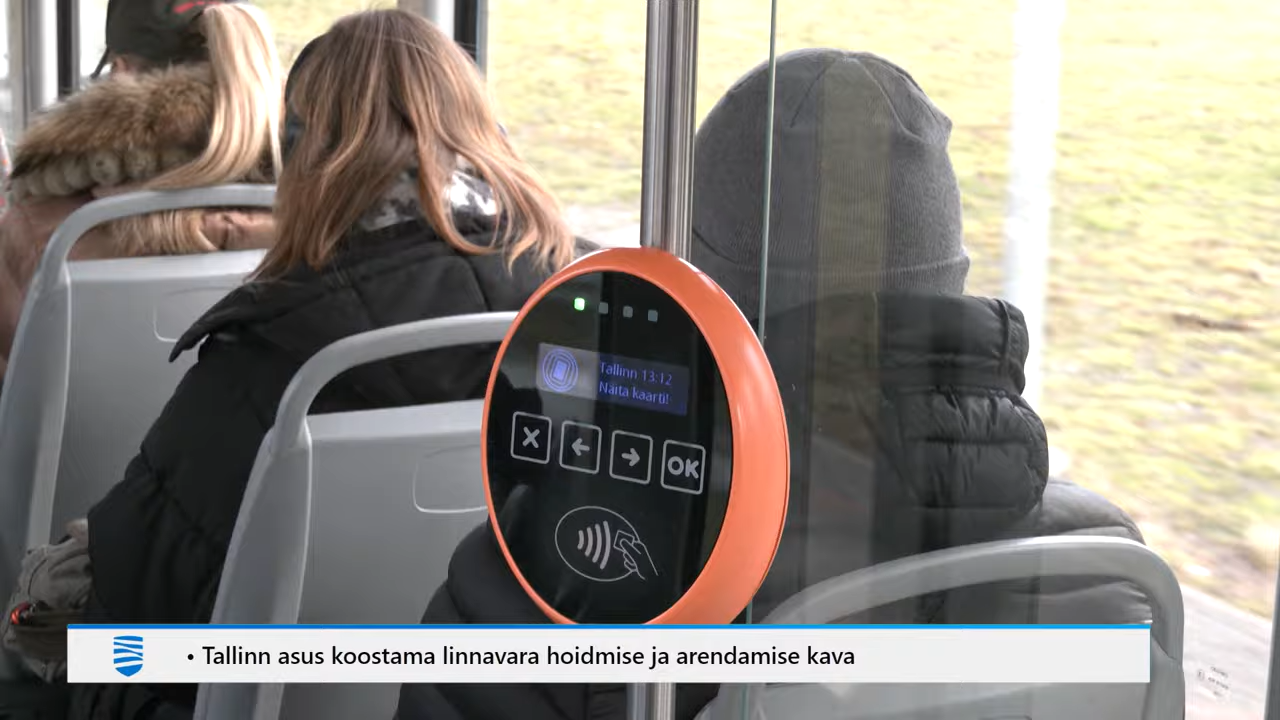 Tallinn 13:12
Näita kaarti!
X
OK
• Tallinn asus koostama linnavara hoidmise ja arendamise kava